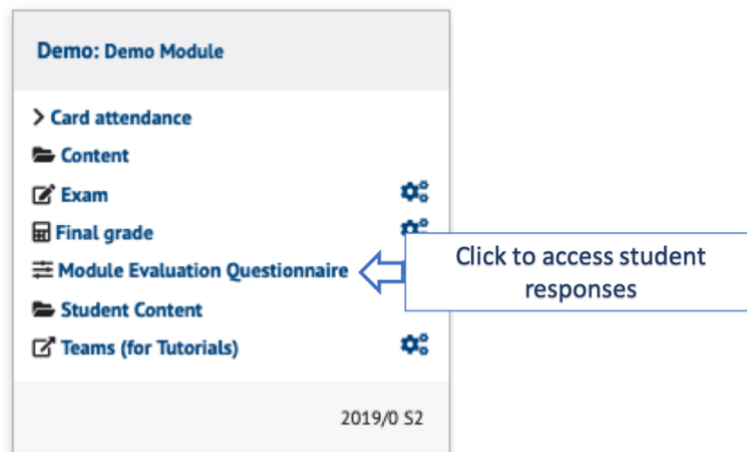 Demo: Demo Module
Card attendance
Content
Exam
Final grade
Module Evaluation Questionnaire
Click to access student
responses
Student Content
Teams (for Tutorials)
2019/0 S2